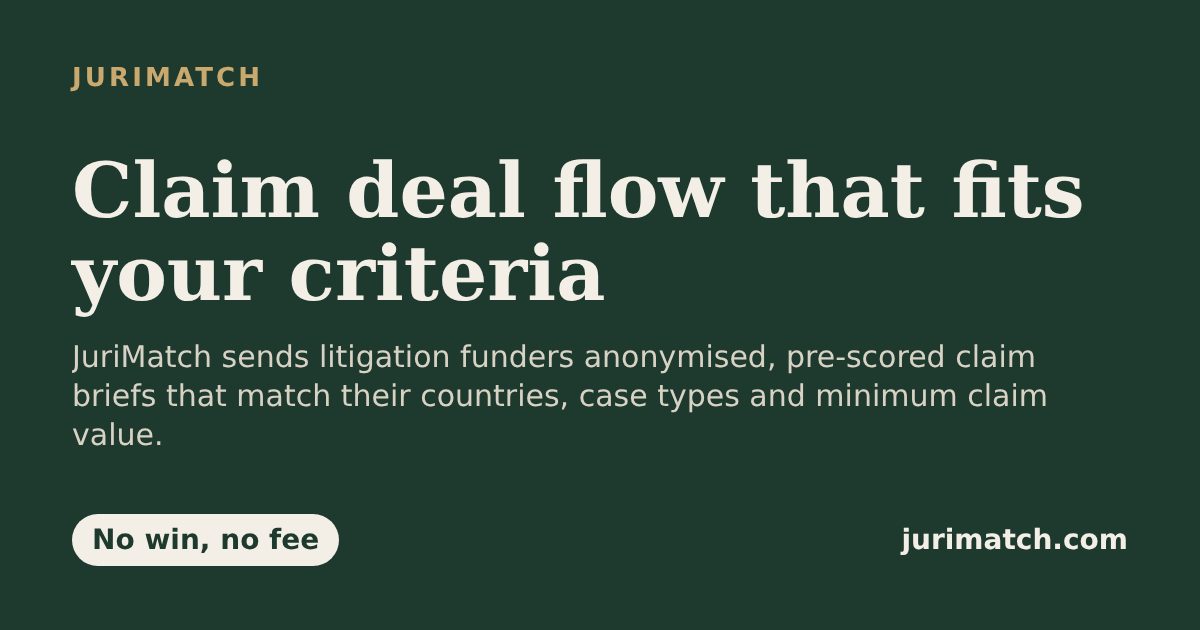 JURIMATCH
Claim deal flow that fits
your criteria
JuriMatch sends litigation funders anonymised, pre-scored claim
briefs that match their countries, case types and minimum claim
value.
No win, no fee
jurimatch.com